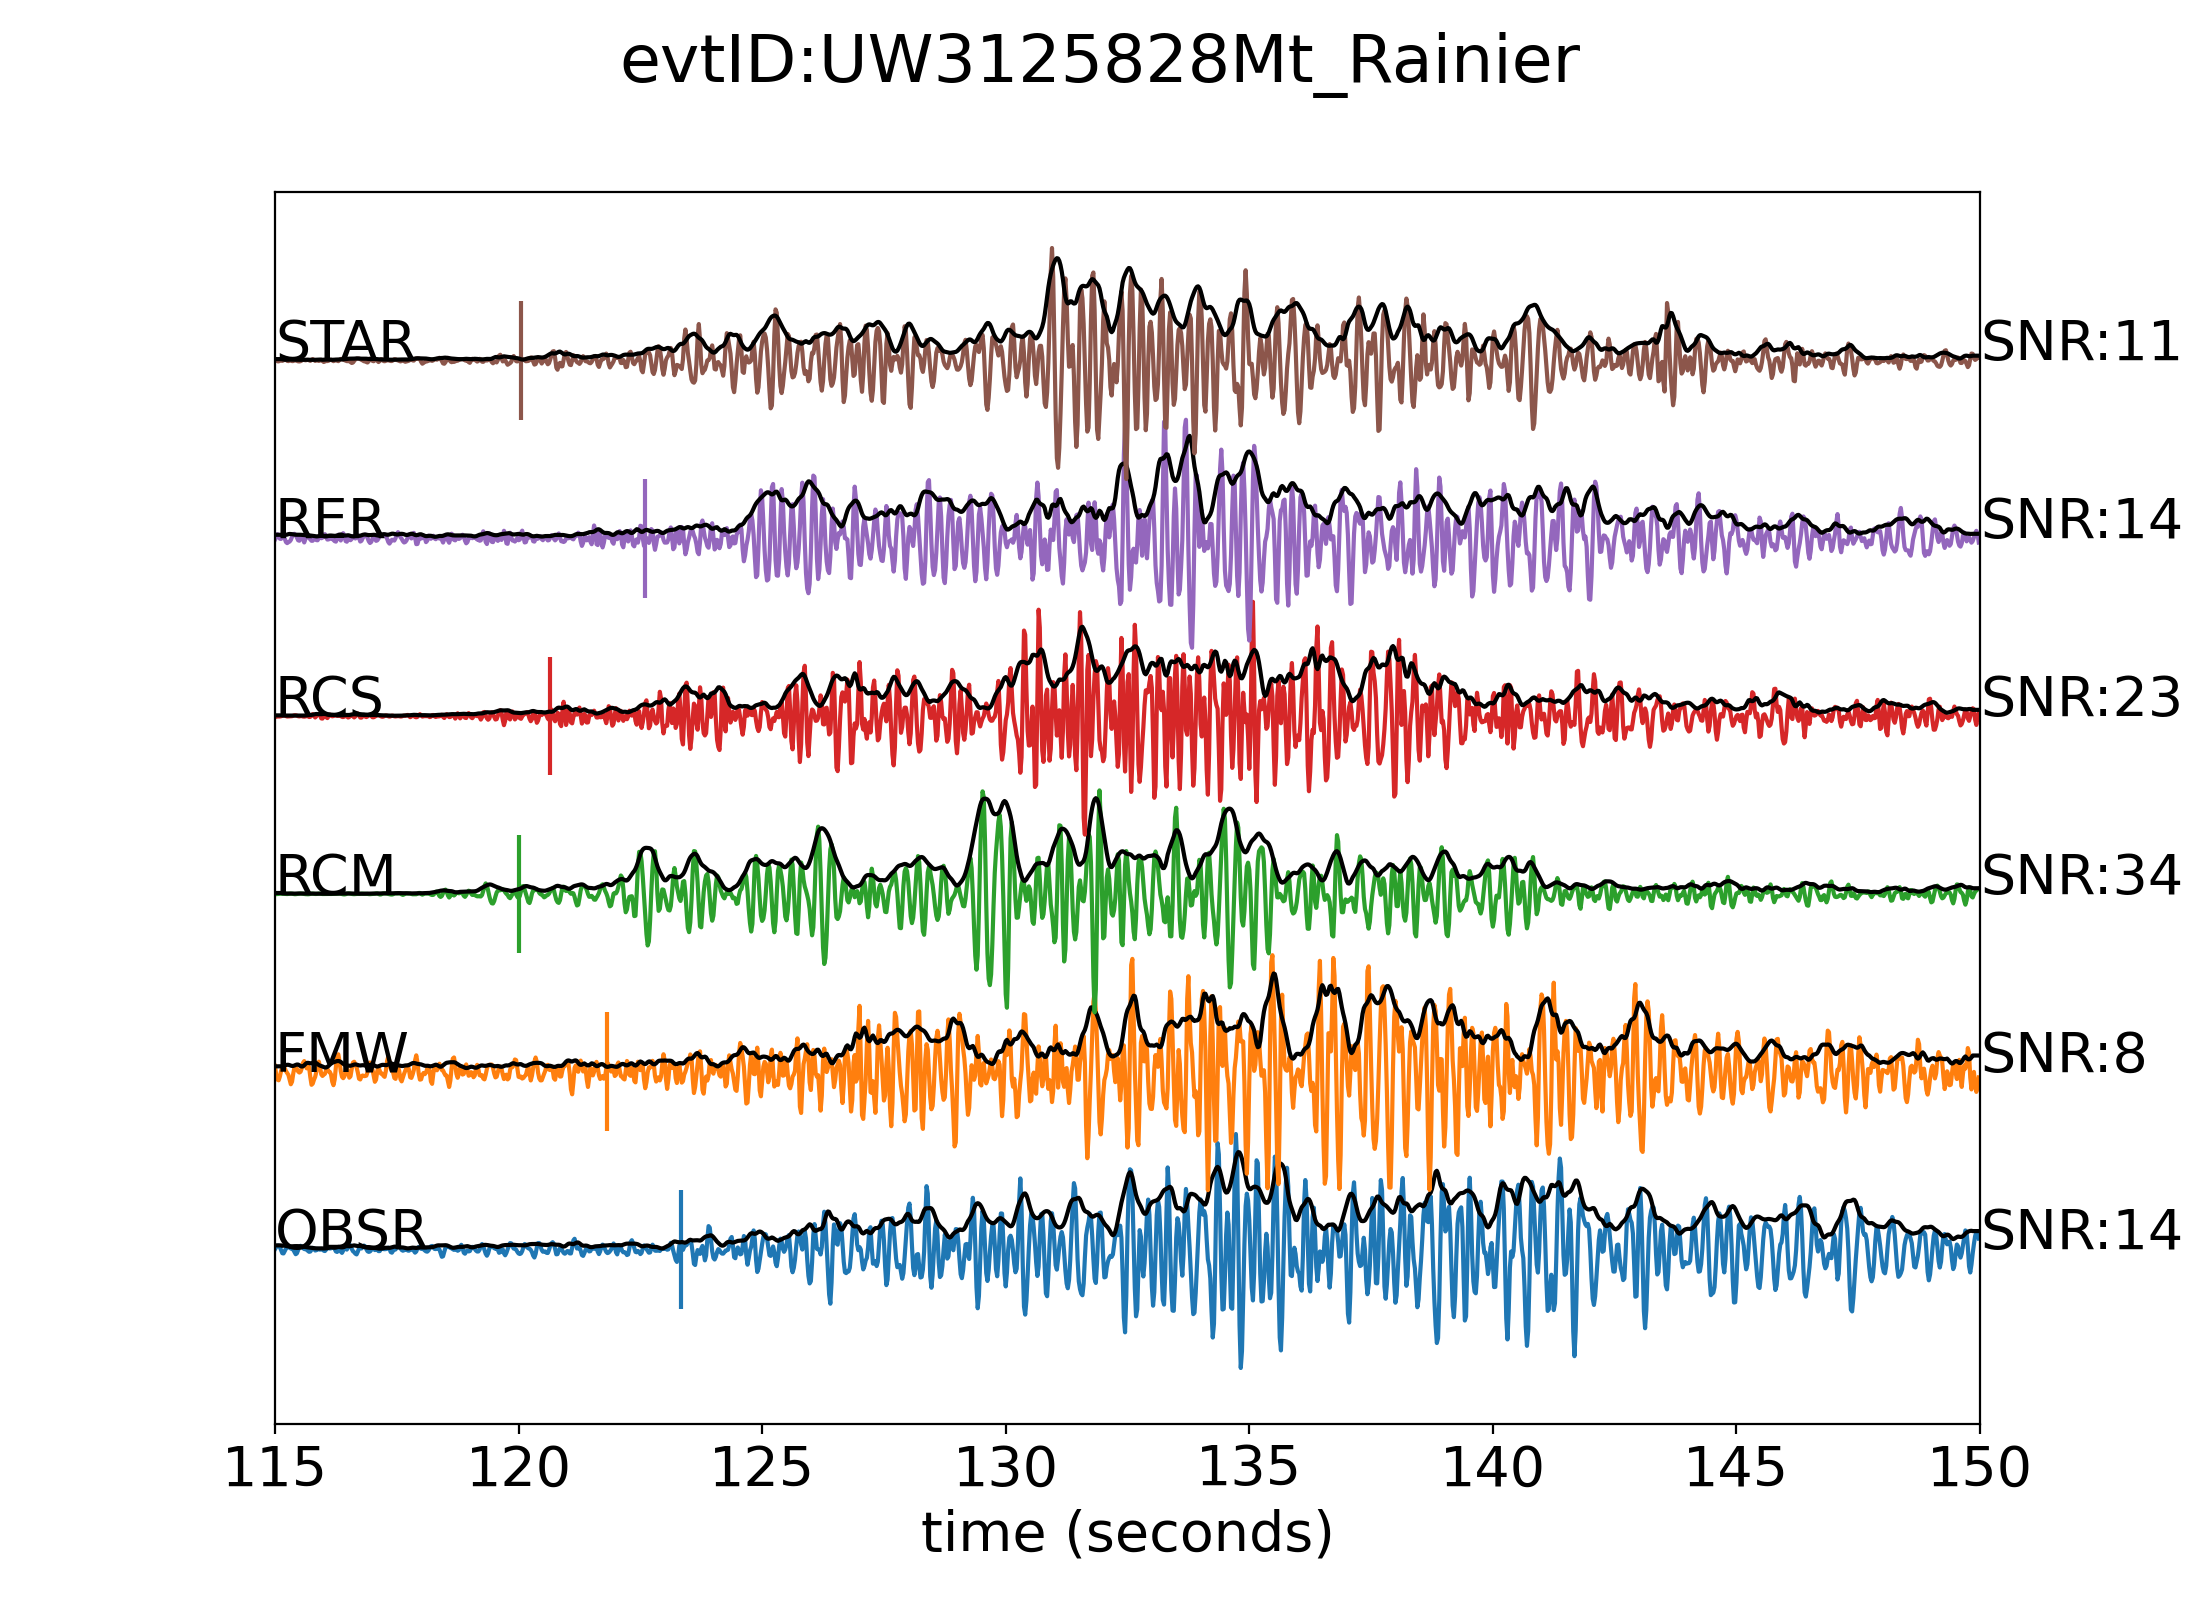 evtID:UW3125828Mt_Rainier
STAR SNR:11
RER SNR:14
RCS SNR:23
RCM SNR:34
FMW SNR:8
OBSR SNR:14
115 120 125 130 135 140 145 150
time (seconds)